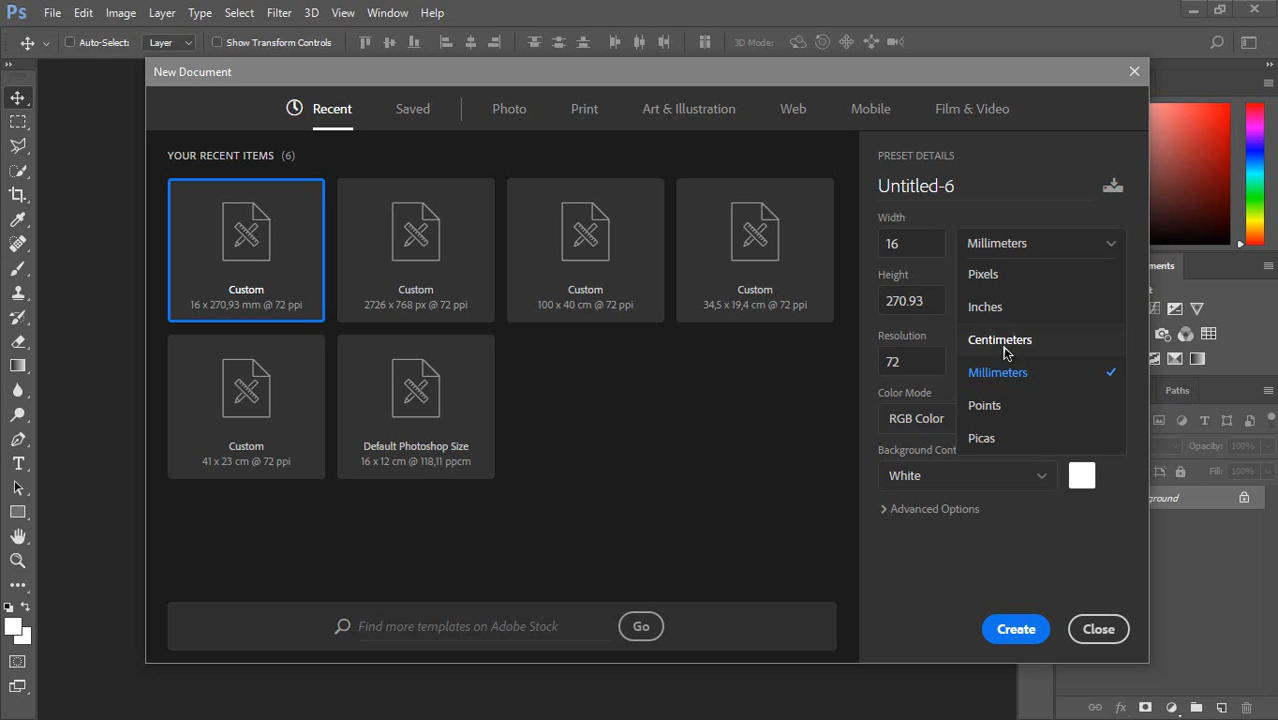 Ps File Edit Image Layer Type Select Filter 3D View Window Help
Auto-Select: Layer Show Transform Controls 3D Mode:
New Document
Recent Saved Photo Print Art & Illustration Web Mobile Film & Video
YOUR RECENT ITEMS (6)
Custom
16 x 270,93 mm @ 72 ppi
Custom
2726 x 768 px @ 72 ppi
Custom
100 x 40 cm @ 72 ppi
Custom
34,5 x 19,4 cm @ 72 ppi
Custom
41 x 23 cm @ 72 ppi
Default Photoshop Size
16 x 12 cm @ 118,11 ppcm
Find more templates on Adobe Stock Go
PRESET DETAILS
Untitled-6
Width
16 Millimeters
Pixels
Inches
Centimeters
Millimeters
Points
Picas
Height
270.93
Resolution
72
Color Mode
RGB Color
Background Cont
White
Advanced Options
Create Close
ments
Paths
Opacity: 100%
Fill: 100%
ground